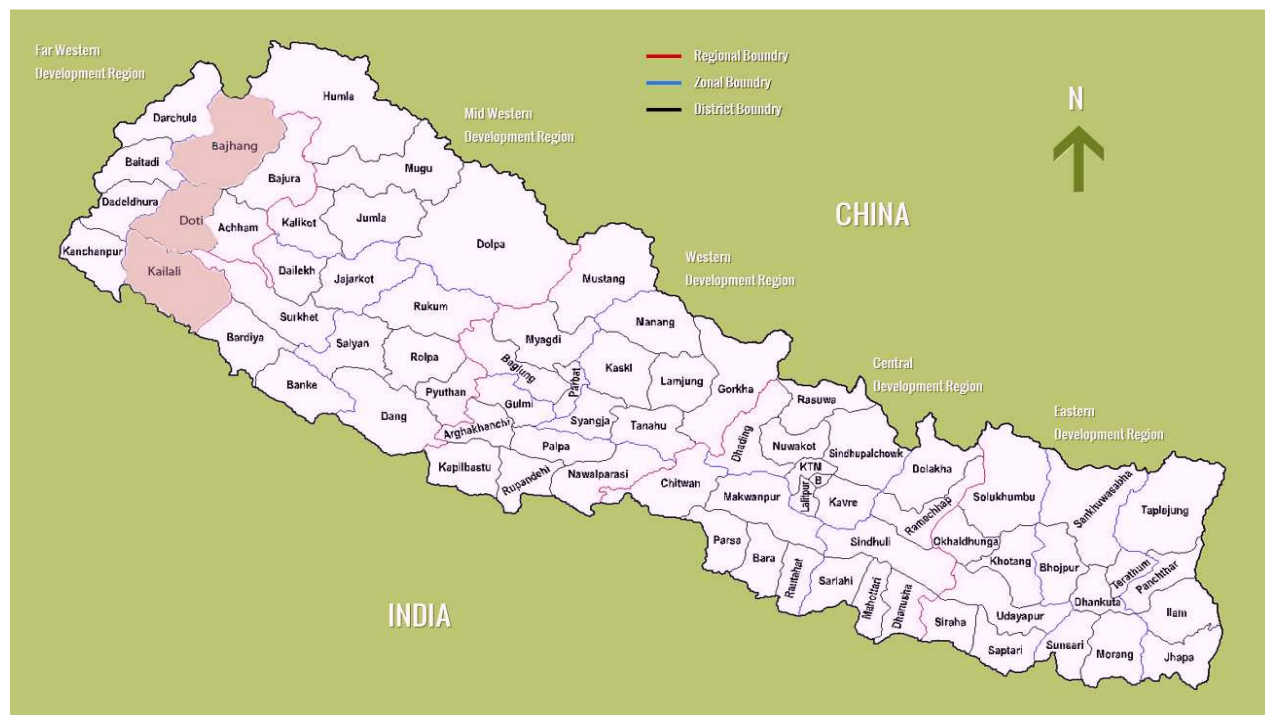 Far Western
Development Region
Regional Boundry
Zonal Boundry
District Boundry
N
Humla
Mid Western
Development Region
Darchula
Bajhang
Baitadi
Bajura
Mugu
Dadeldhura
Doti
Achham
Kalikot
Jumla
CHINA
Kanchanpur
Kailali
Dailekh
Jajarkot
Dolpa
Western
Development Region
Mustang
Surkhet
Rukum
Manang
Bardiya
Salyan
Rolpa
Myagdi
Baglung
Parbat
Kaski
Lamjung
Gorkha
Central
Development Region
Banke
Dang
Pyuthan
Gulmi
Rasuwa
Arghakhanchi
Syangja
Tanahu
Dhading
Nuwakot
Sindhupalchowk
Eastern
Development Region
Kapilbastu
Rupandehi
Palpa
Nawalparasi
Chitwan
KTM
B
Lalitpur
Kavre
Dolakha
Ramechhap
Solukhumbu
Sankhuwasabha
Taplejung
Makwanpur
Parsa
Bara
Rautahat
Sindhuli
Sarlahi
Mahottari
Dhanusha
Okhaldhunga
Khotang
Bhojpur
Terathum
Panchthar
INDIA
Siraha
Udayapur
Dhankuta
Ilam
Saptari
Sunsari
Morang
Jhapa